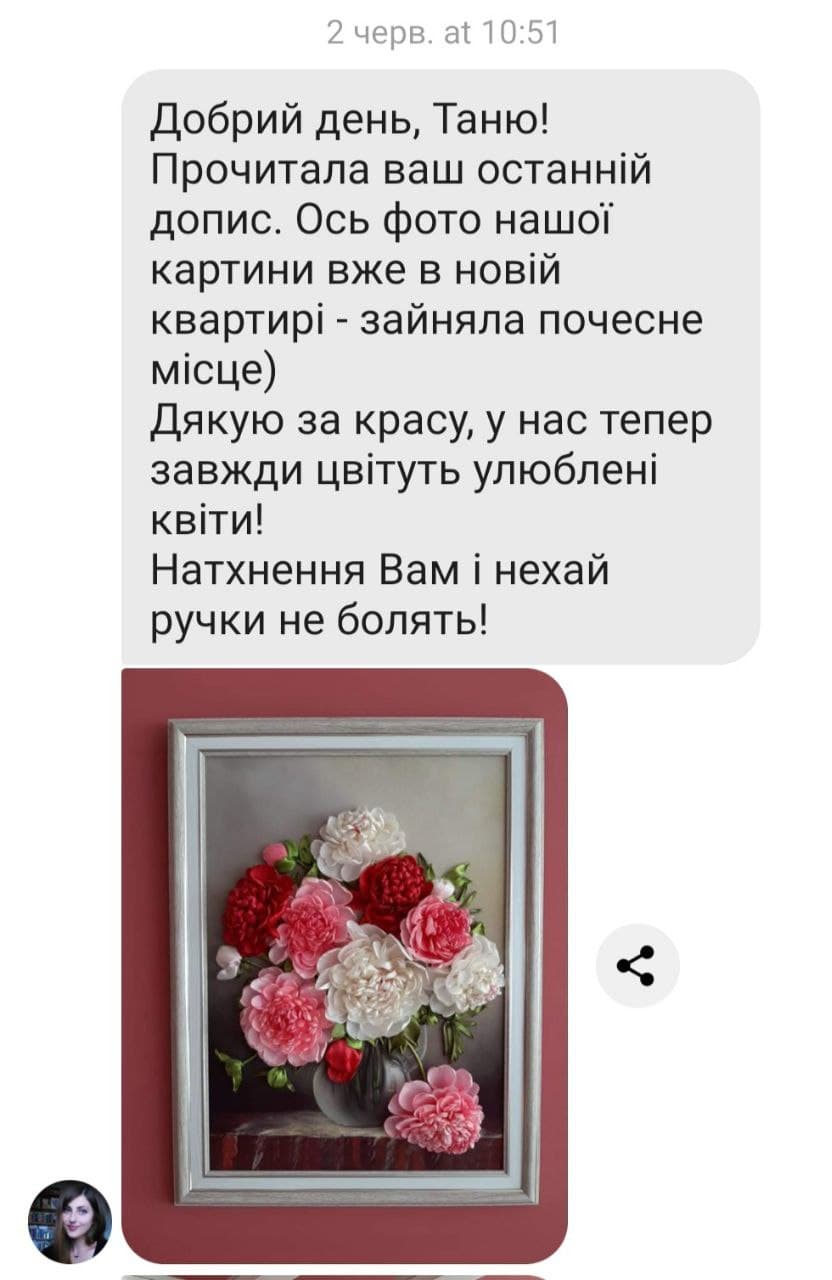 2 черв. at 10:51
Добрий день, Таню!
Прочитала ваш останній
допис. Ось фото нашої
картини вже в новій
квартирі - зайняла почесне
місце)
Дякую за красу, у нас тепер
завжди цвітуть улюблені
квіти!
Натхнення Вам і нехай
ручки не болять!